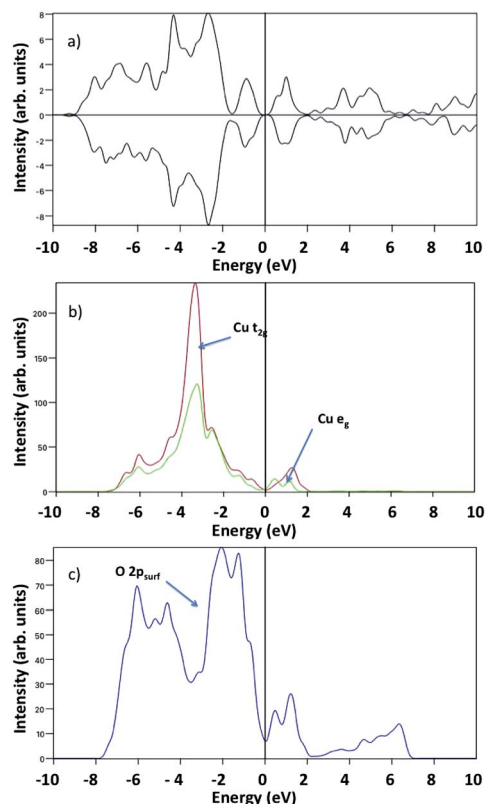 a)
Intensity (arb. units)
8
6
4
2
0
-2
-4
-6
-8
-10 -8 -6 - 4 -2 0 2 4 6 8 10
Energy (eV)
b)
Intensity (arb. units)
200
150
100
50
0
Cu t2g
Cu eg
-10 -8 -6 - 4 -2 0 2 4 6 8 10
Energy (eV)
c)
Intensity (arb. units)
80
70
60
50
40
30
20
10
0
O 2psurf
-10 -8 -6 -4 -2 0 2 4 6 8 10
Energy (eV)